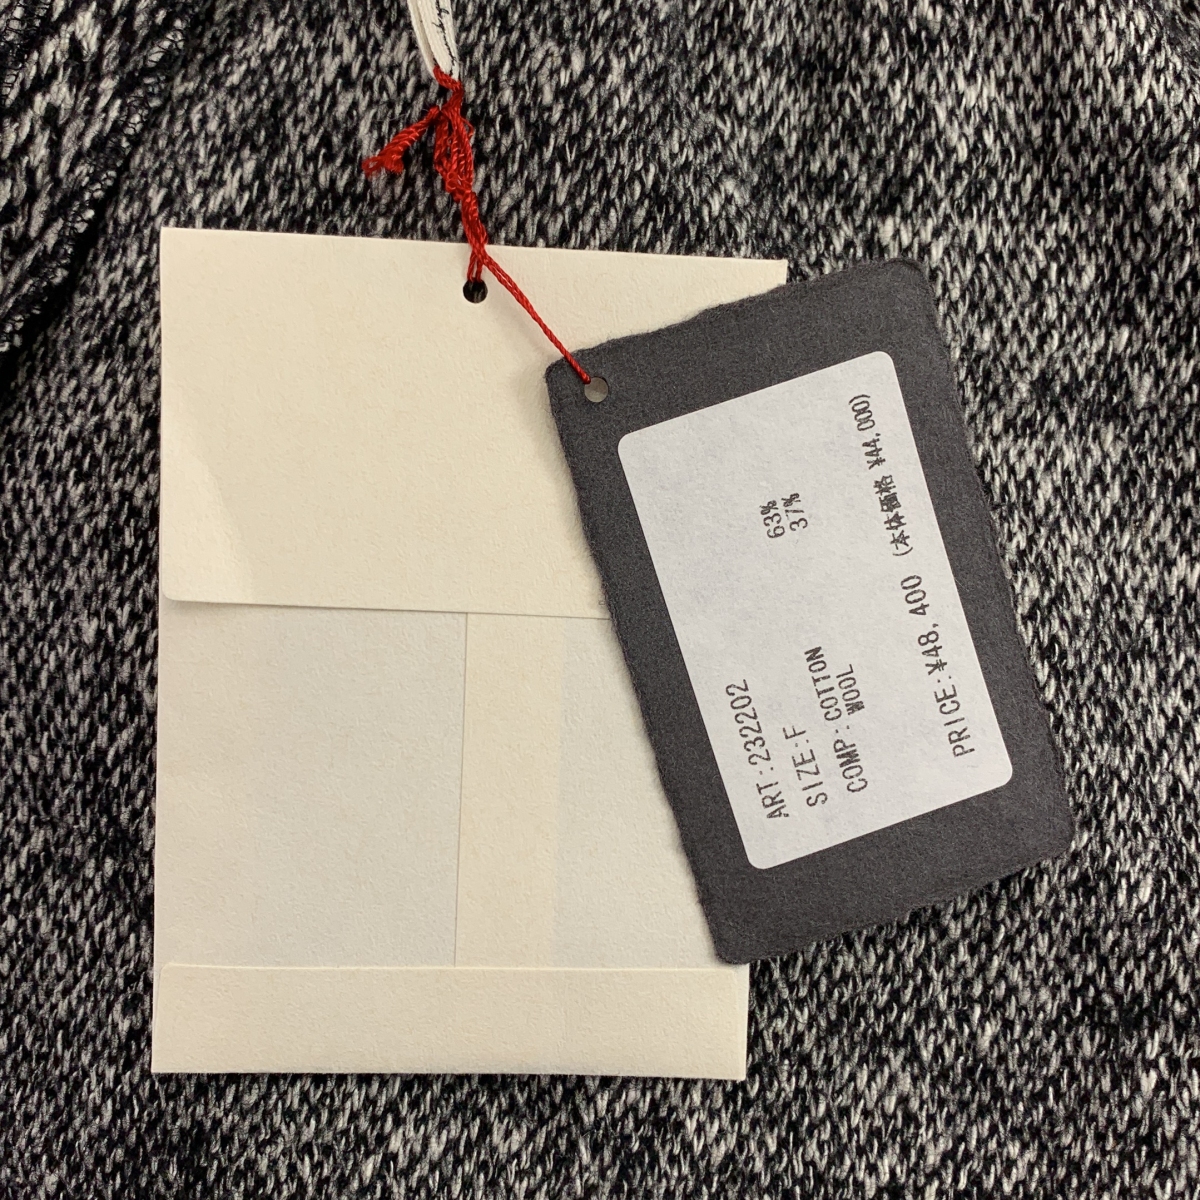 ART:232202
SIZE:F
COMP:COTTON 63%
WOOL 37%
PRICE:¥48,400 (本体価格 ¥44,000)